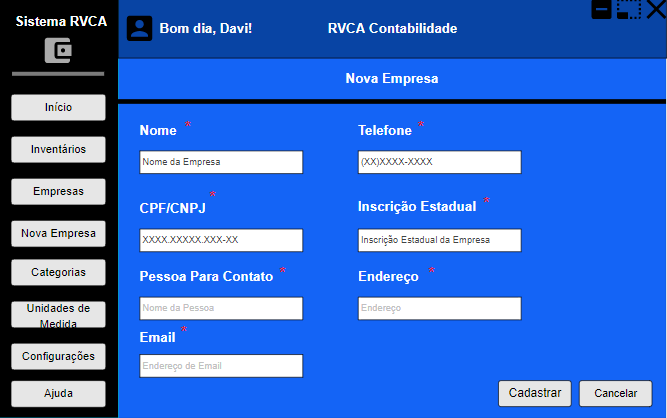 Sistema RVCA
Bom dia, Davi!
RVCA Contabilidade
Nova Empresa
Início
Inventários
Empresas
Nova Empresa
Categorias
Unidades de
Medida
Configurações
Ajuda
Nome *
Telefone *
Nome da Empresa
(XX)XXXX-XXXX
CPF/CNPJ *
Inscrição Estadual *
XXXX.XXXXX.XXX-XX
Inscrição Estadual da Empresa
Pessoa Para Contato *
Endereço *
Nome da Pessoa
Endereço
Email *
Endereço de Email
Cadastrar
Cancelar